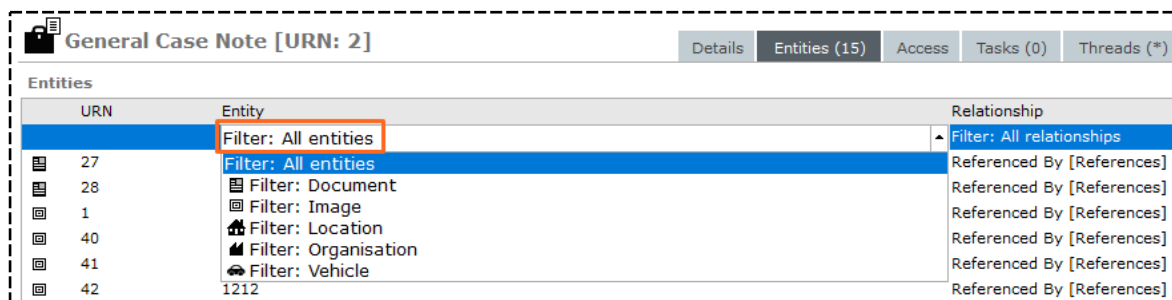 General Case Note [URN: 2]
Details Entities (15) Access Tasks (0) Threads (*)
Entities
URN Entity Relationship
Filter: All entities Filter: All relationships
27 Filter: All entities Referenced By [References]
28 Filter: Document Referenced By [References]
1 Filter: Image Referenced By [References]
Filter: Location
40 Filter: Organisation Referenced By [References]
41 Filter: Vehicle Referenced By [References]
42 1212 Referenced By [References]